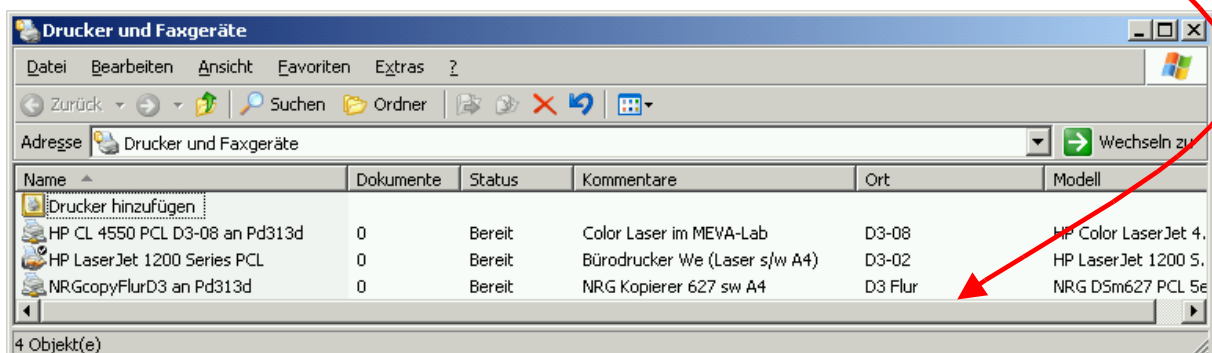 Drucker und Faxgeräte
Datei Bearbeiten Ansicht Favoriten Extras ?
Zurück Suchen Ordner
Adresse Drucker und Faxgeräte Wechseln zu
Name Dokumente Status Kommentare Ort Modell
Drucker hinzufügen
HP CL 4550 PCL D3-08 an Pd313d 0 Bereit Color Laser im MEVA-Lab D3-08 HP Color LaserJet 4.
HP LaserJet 1200 Series PCL 0 Bereit Bürodrucker We (Laser s/w A4) D3-02 HP LaserJet 1200 S.
NRGcopyFlurD3 an Pd313d 0 Bereit NRG Kopierer 627 sw A4 D3 Flur NRG DSm627 PCL 5e
4 Objekt(e)